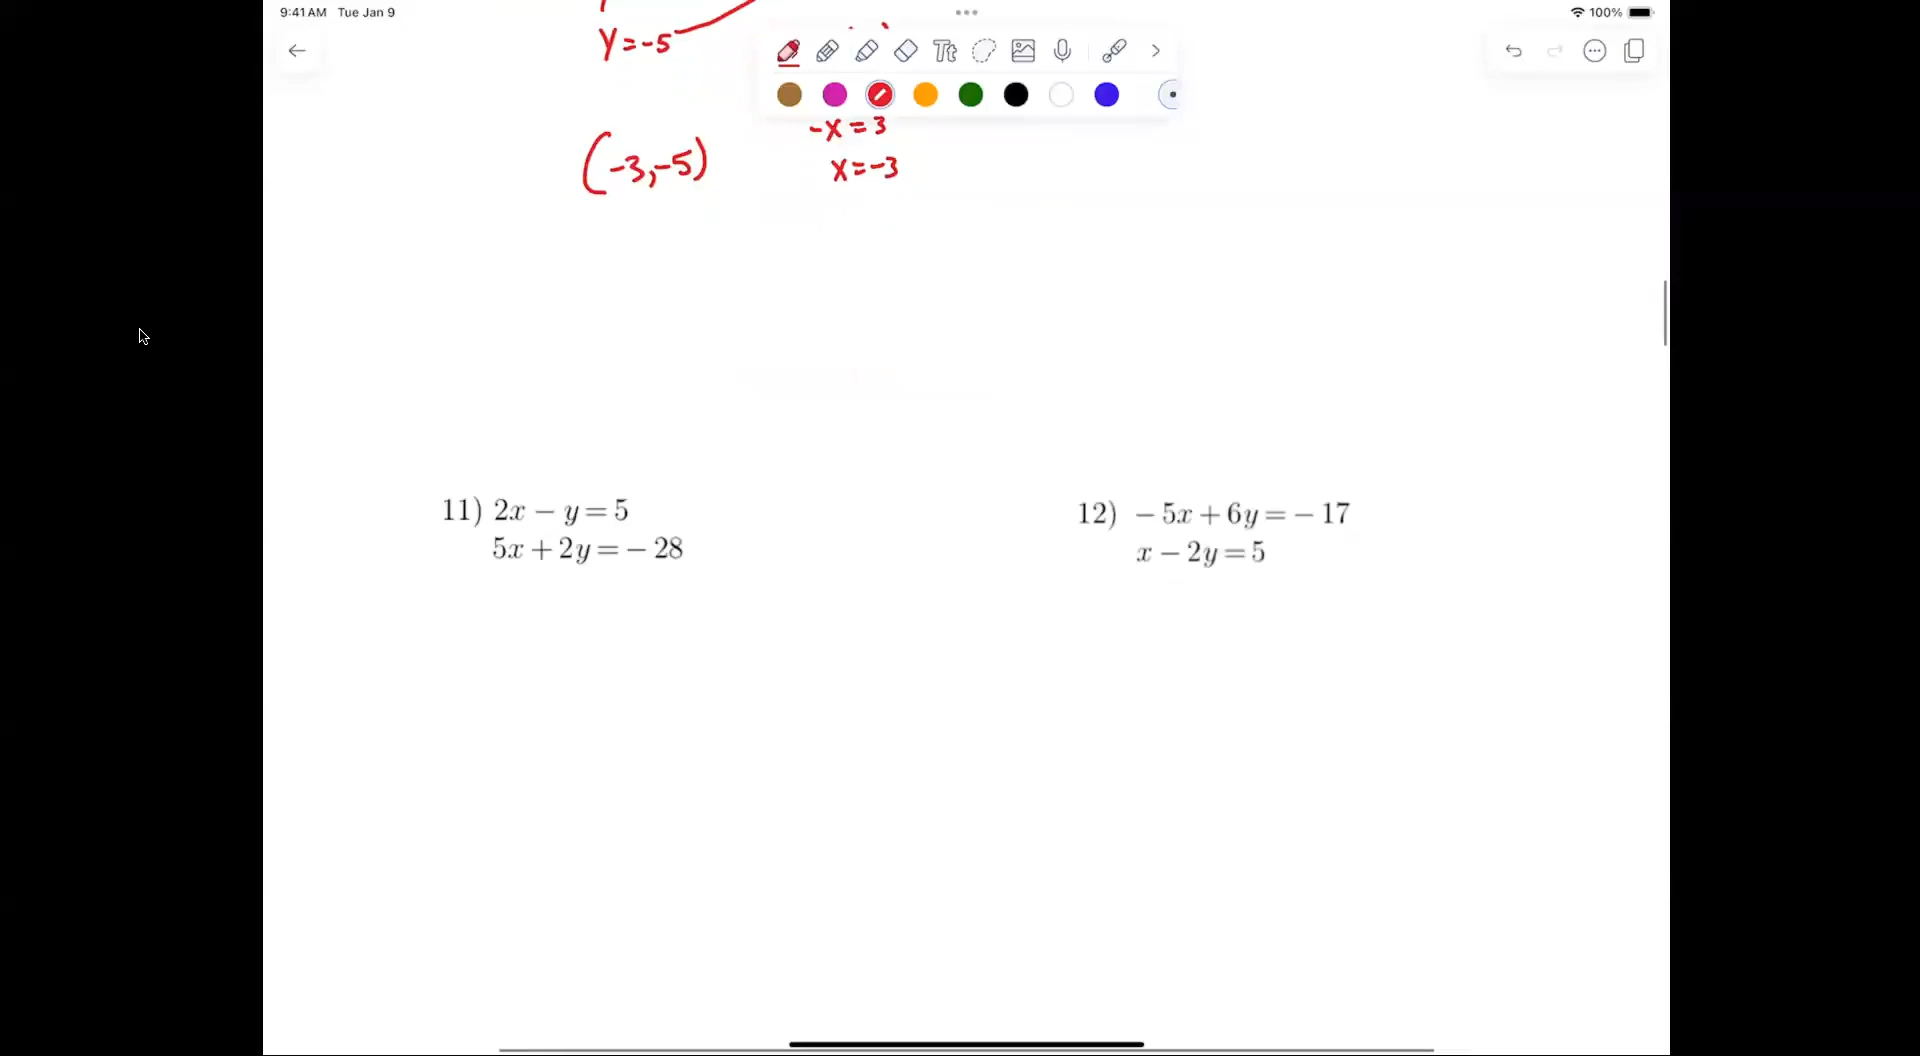 9:41 AM Tue Jan 9
100%
y = -5
Tt
-x = 3
(-3, -5)
x = -3
11) 2x − y = 5
5x + 2y = − 28
12) − 5x + 6y = − 17
x − 2y = 5